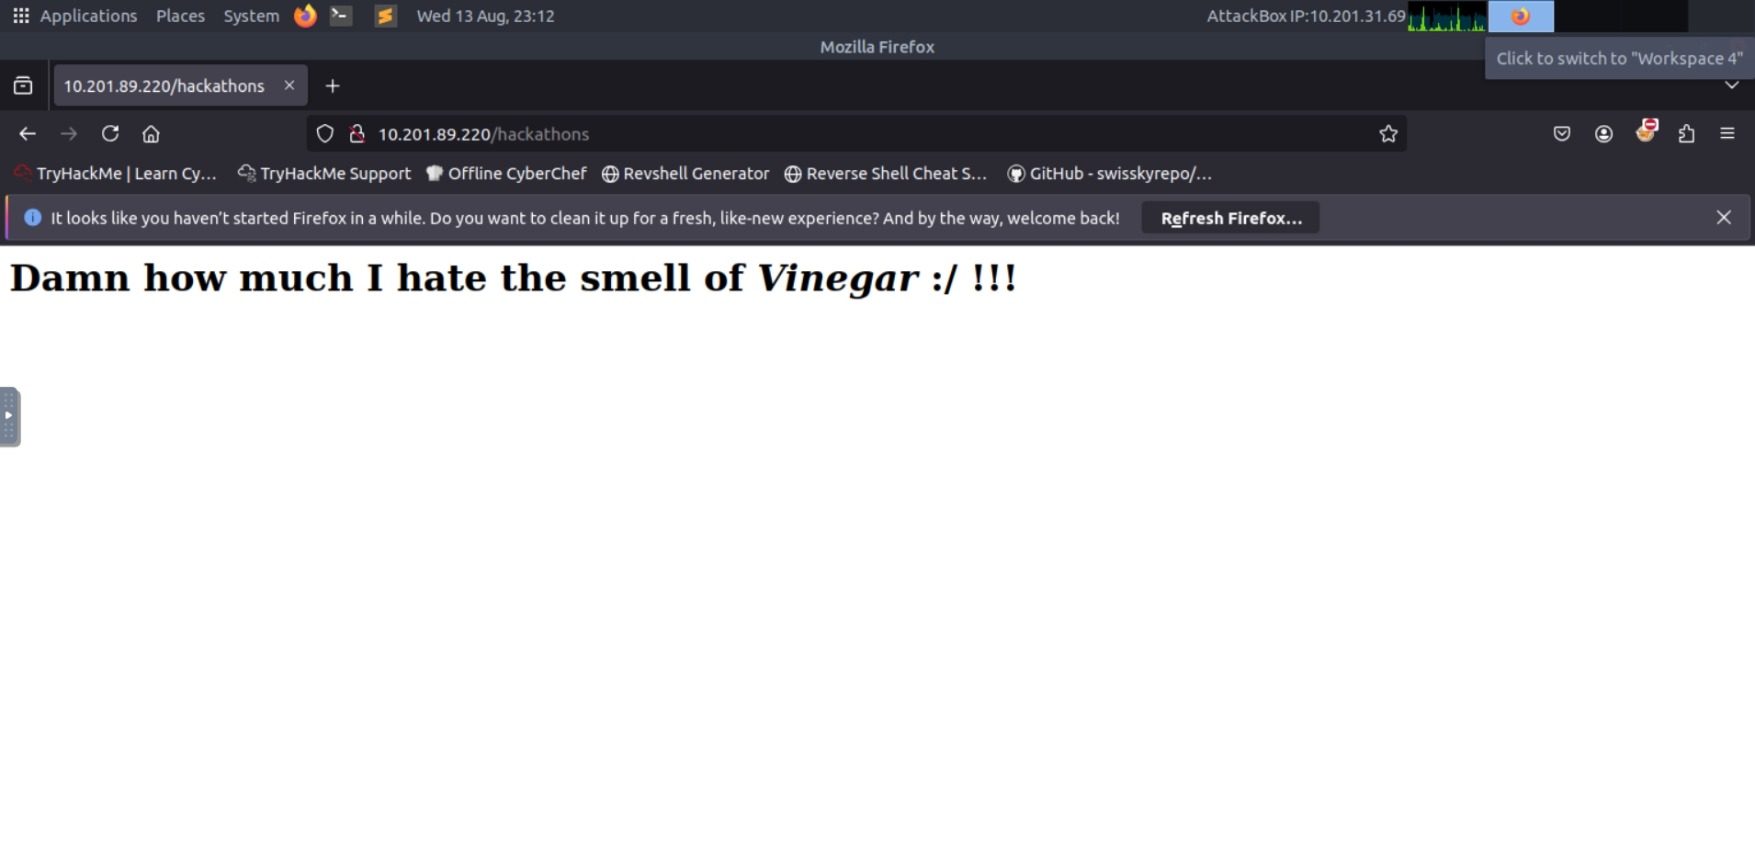 Applications Places System Wed 13 Aug, 23:12 AttackBox IP:10.201.31.69
Mozilla Firefox
Click to switch to "Workspace 4"
10.201.89.220/hackathons
10.201.89.220/hackathons
TryHackMe | Learn Cy... TryHackMe Support Offline CyberChef Revshell Generator Reverse Shell Cheat S... GitHub - swisskyrepo/...
It looks like you haven't started Firefox in a while. Do you want to clean it up for a fresh, like-new experience? And by the way, welcome back! Refresh Firefox...
Damn how much I hate the smell of Vinegar :/ !!!